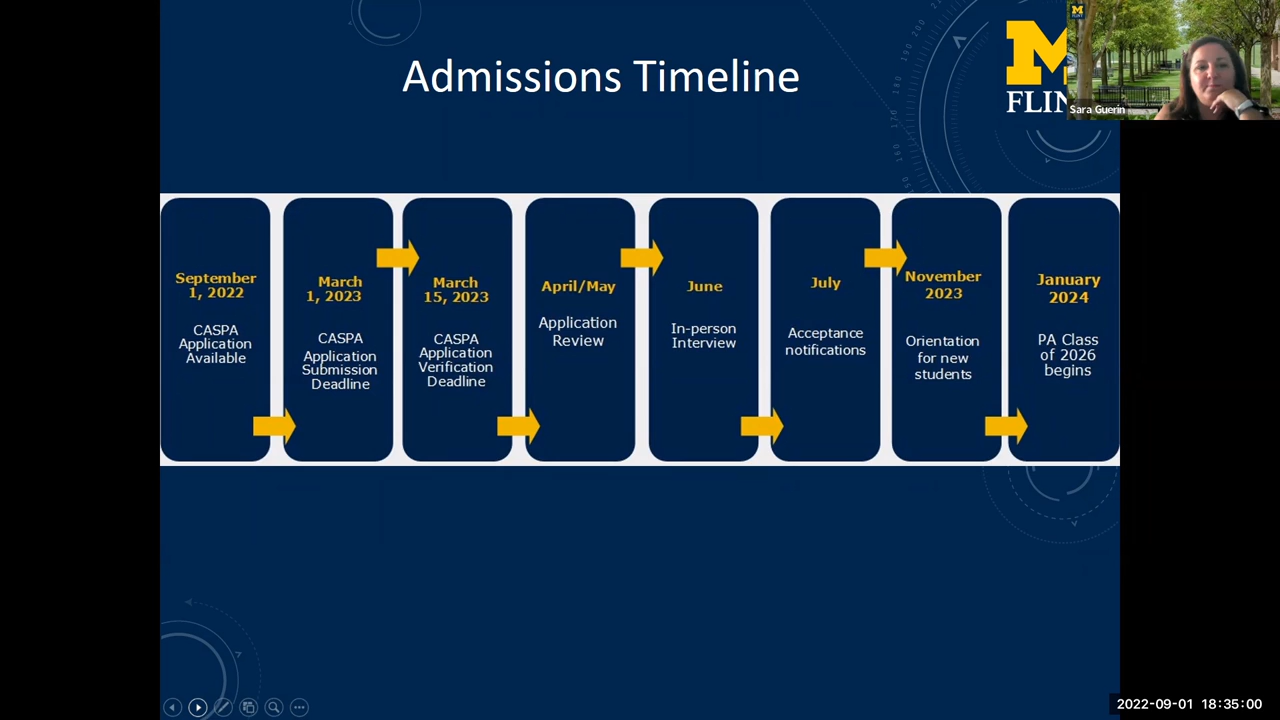 Admissions Timeline
M
FLIN
M
FLINT
Sara Guerin
September
1, 2022
CASPA
Application
Available
March
1, 2023
CASPA
Application
Submission
Deadline
March
15, 2023
CASPA
Application
Verification
Deadline
April/May
Application
Review
June
In-person
Interview
July
Acceptance
notifications
November
2023
Orientation
for new
students
January
2024
PA Class
of 2026
begins
2022-09-01 18:35:00